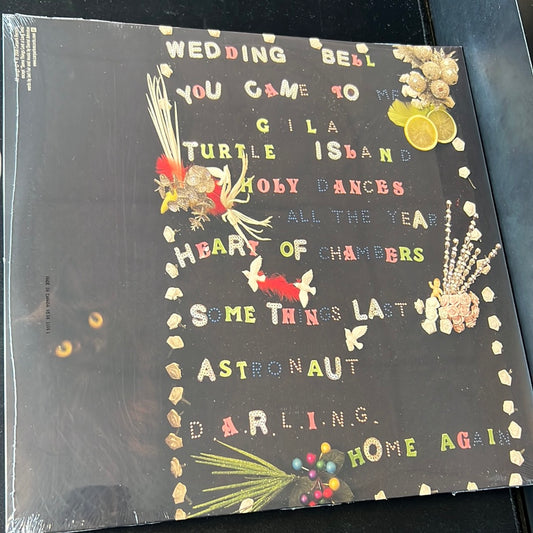 WEDDING BELL
YOU CAME TO ME
GILA
TURTLE ISLAND
HOLY DANCES
ALL THE YEAR
HEART OF CHAMBERS
SOME THINGS LAST
ASTRONAUT
D.A.R.L.I.N.G.
HOME AGAIN